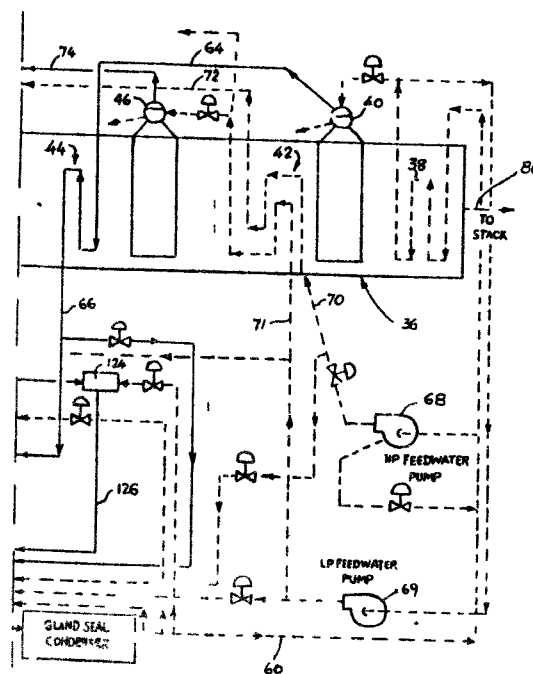 74
64
72
46
40
44
42
38
80
TO
STACK
66
71
70
36
124
68
HP FEEDWATER
PUMP
126
LP FEEDWATER
PUMP
69
GLAND SEAL
CONDENSER
60